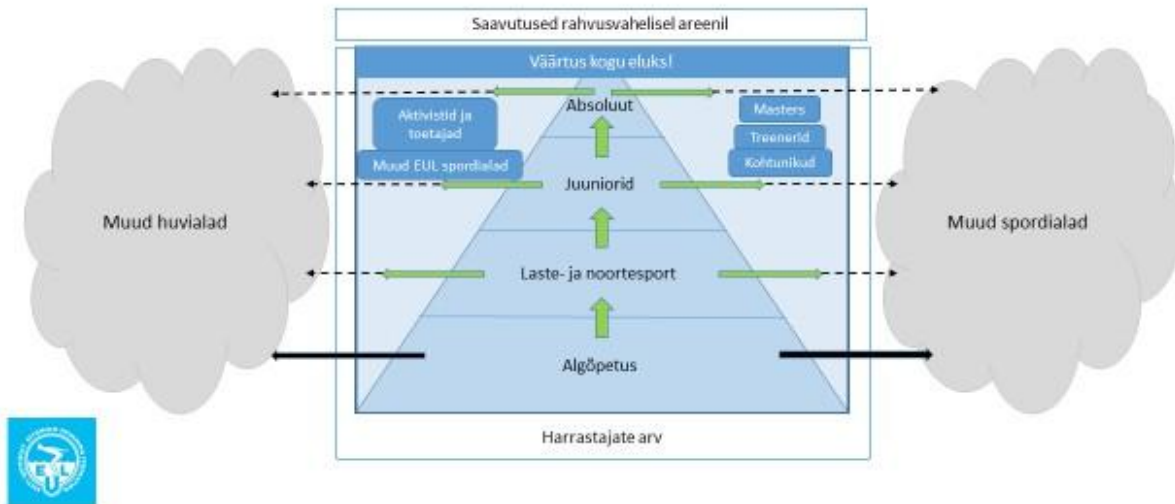 Saavutused rahvusvahelisel areenil
Väärtus kogu eluks!
Absoluut
Aktivistid ja
toetajad
Muud EUL spordialad
Masters
Treenerid
Kohtunikud
Juuniorid
Muud huvialad
Muud spordialad
Laste- ja noortesport
Algõpetus
Harrastajate arv
E U L